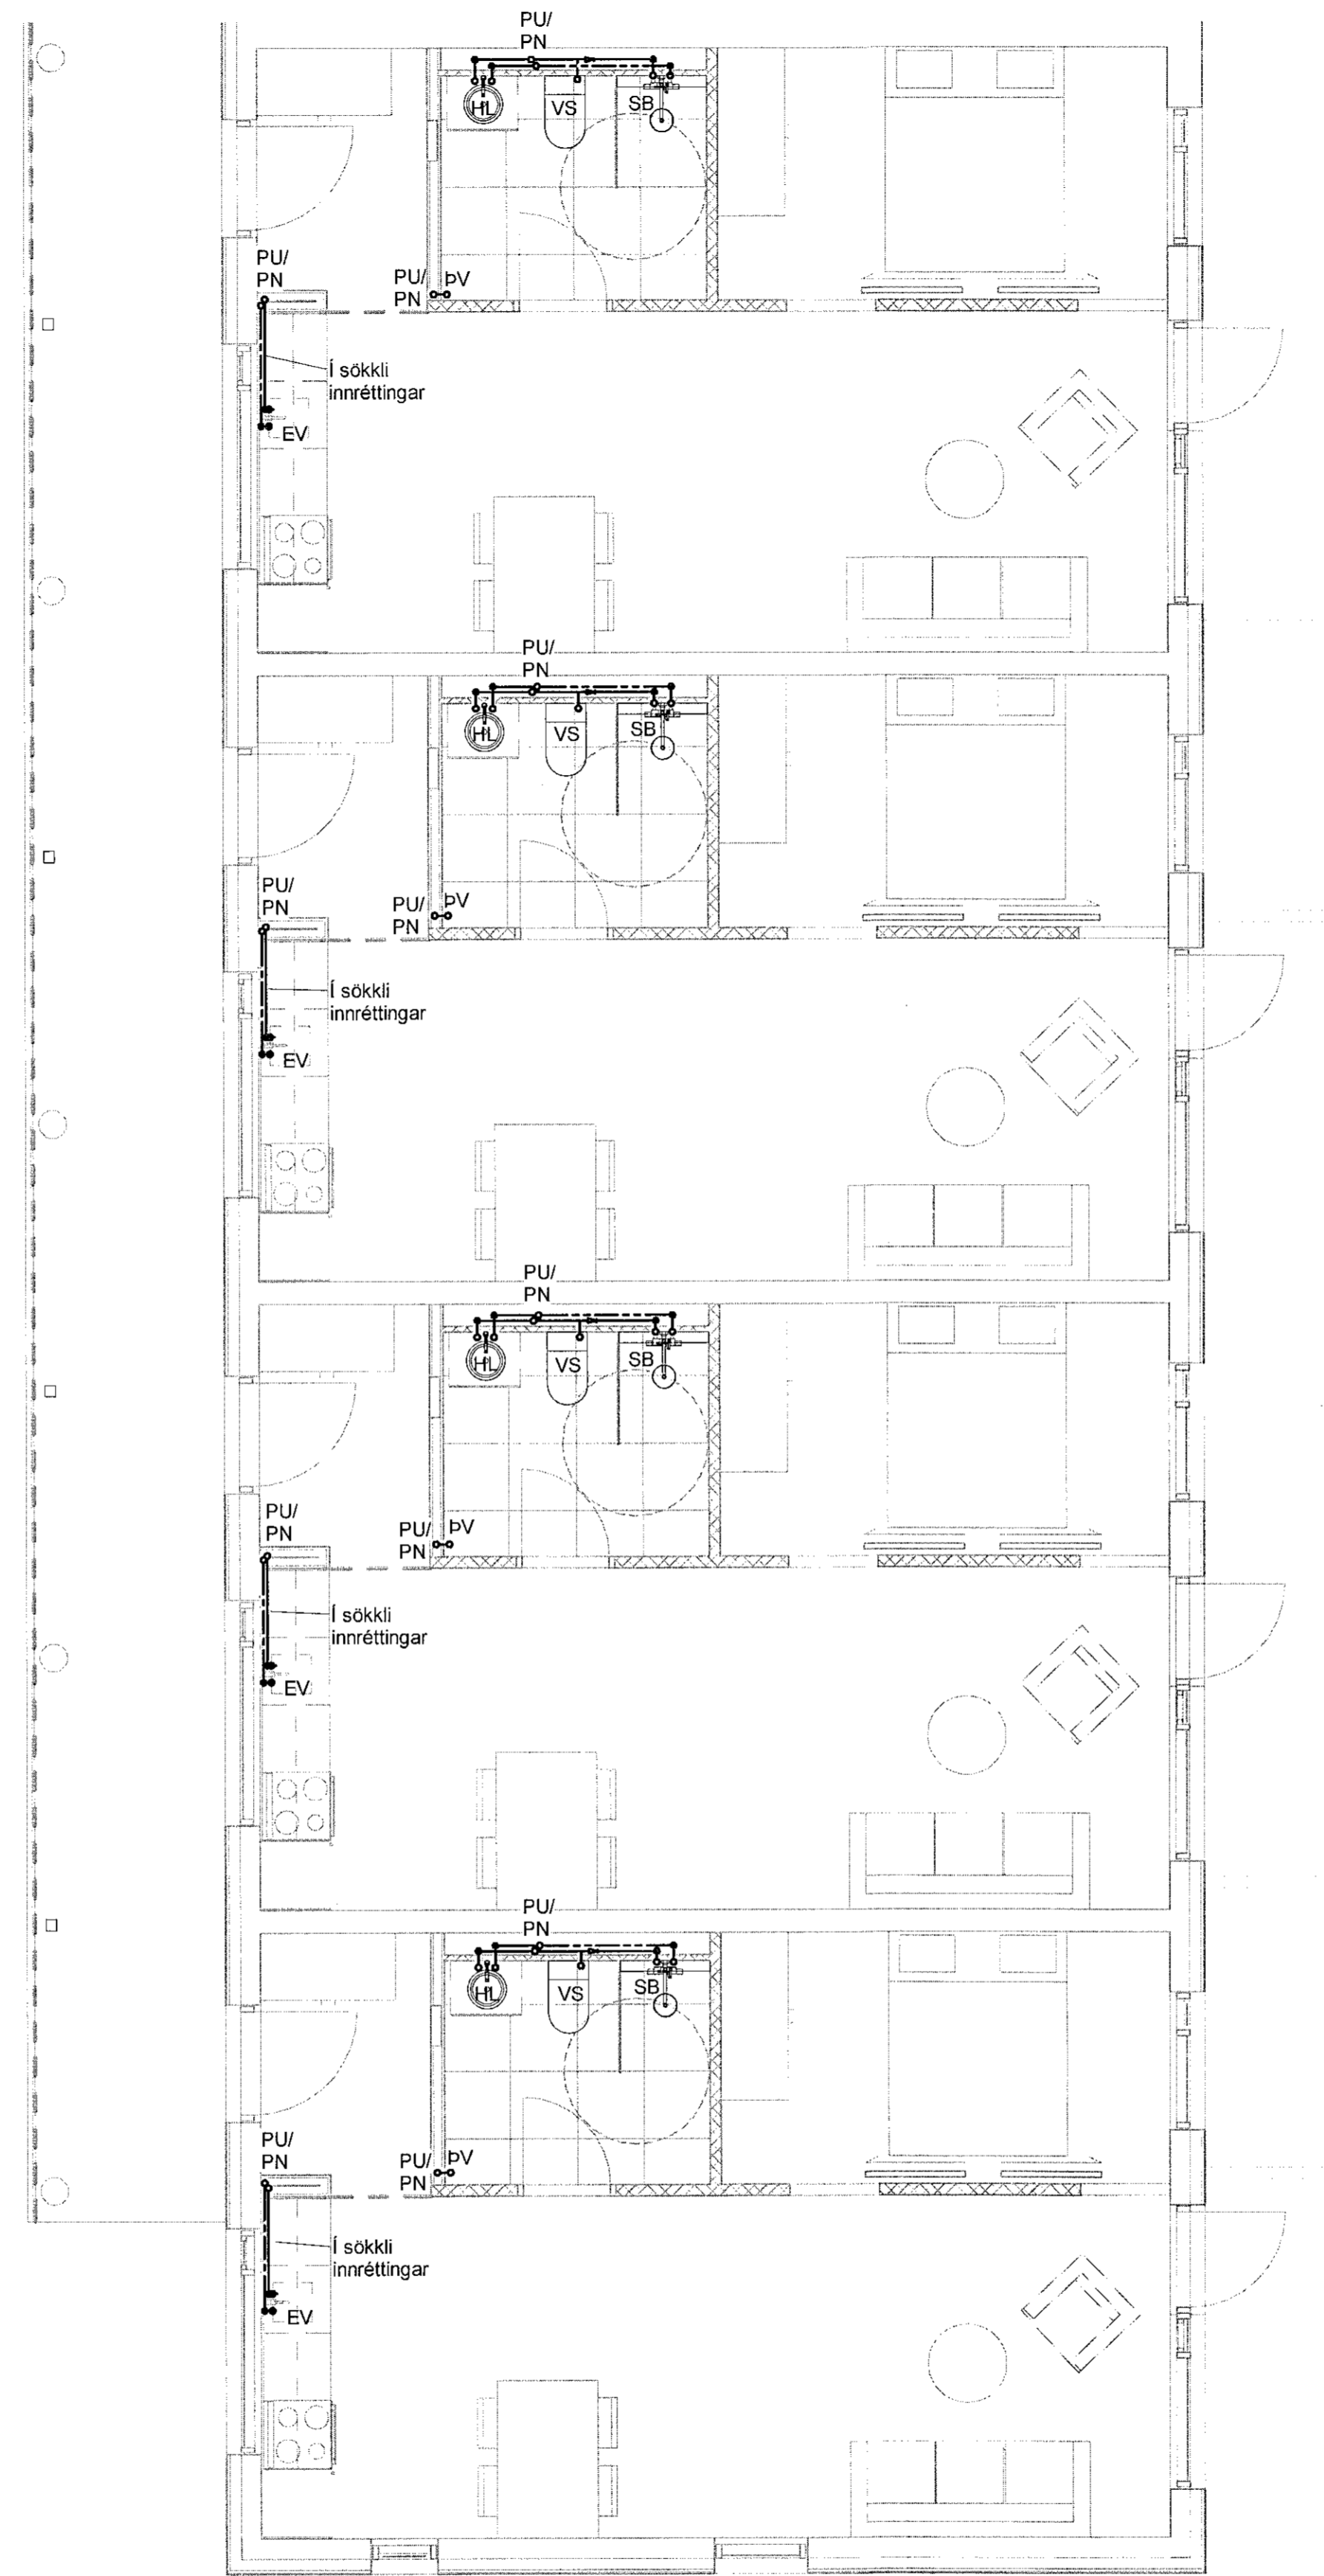 PU/
PN
HL
VS
SB
PU/
PN
PU/
PN
ÞV
Í sökkli
innréttingar
EV
PU/
PN
HL
VS
SB
PU/
PN
PU/
PN
ÞV
Í sökkli
innréttingar
EV
PU/
PN
HL
VS
SB
PU/
PN
PU/
PN
ÞV
Í sökkli
innréttingar
EV
PU/
PN
HL
VS
SB
PU/
PN
PU/
PN
ÞV
Í sökkli
innréttingar
EV